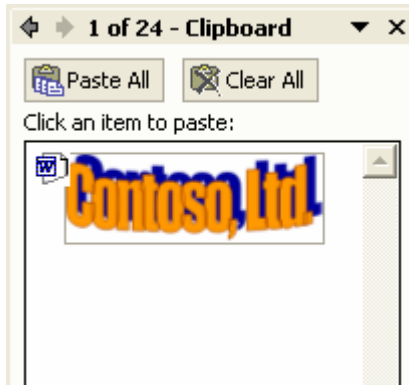 1 of 24 - Clipboard
Paste All Clear All
Click an item to paste:
Contoso, Ltd.